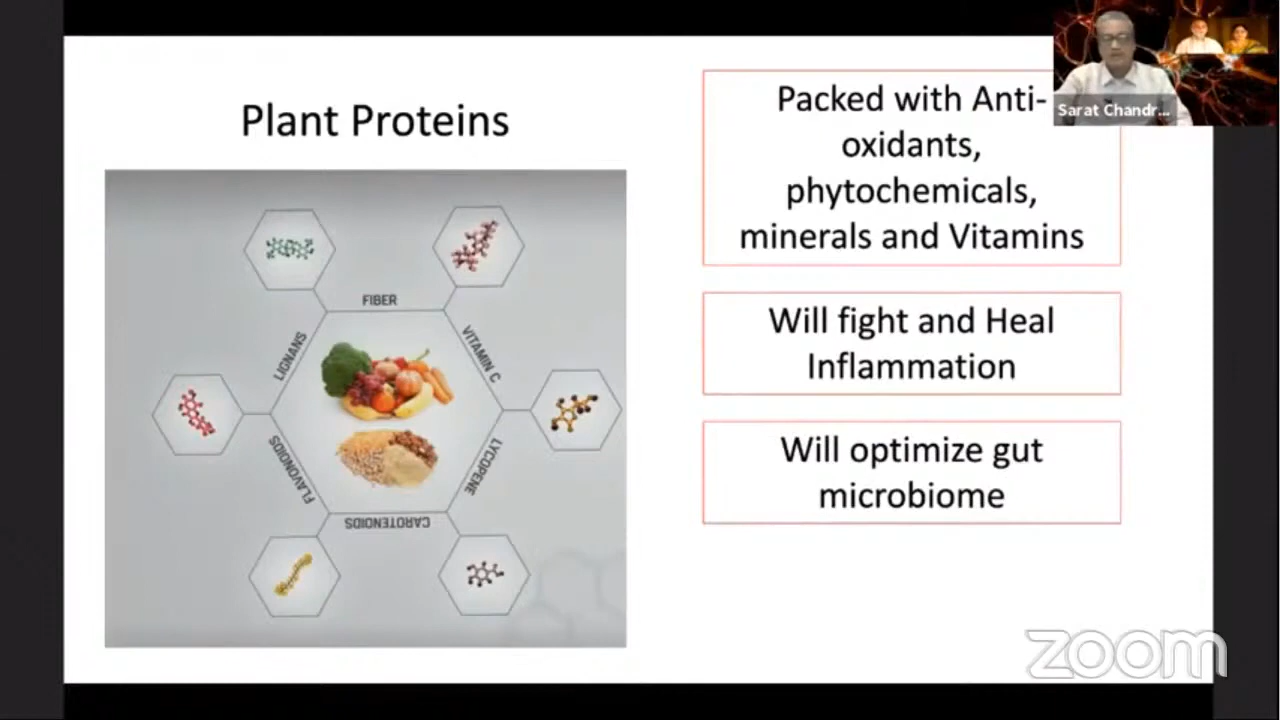 Plant Proteins
FIBER
VITAMIN C
LYCOPENE
CAROTENOIDS
FLAVONOIDS
LIGNANS
Packed with Anti-
oxidants,
phytochemicals,
minerals and Vitamins
Will fight and Heal
Inflammation
Will optimize gut
microbiome
Sarat Chandr...
zoom